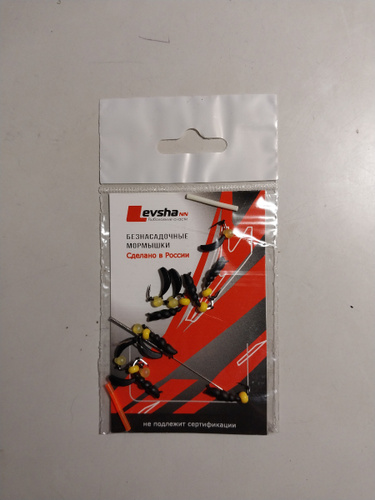 Levsha NN
БЕЗНАСАДОЧНЫЕ
МОРМЫШКИ
Сделано в России
не подлежит сертификации